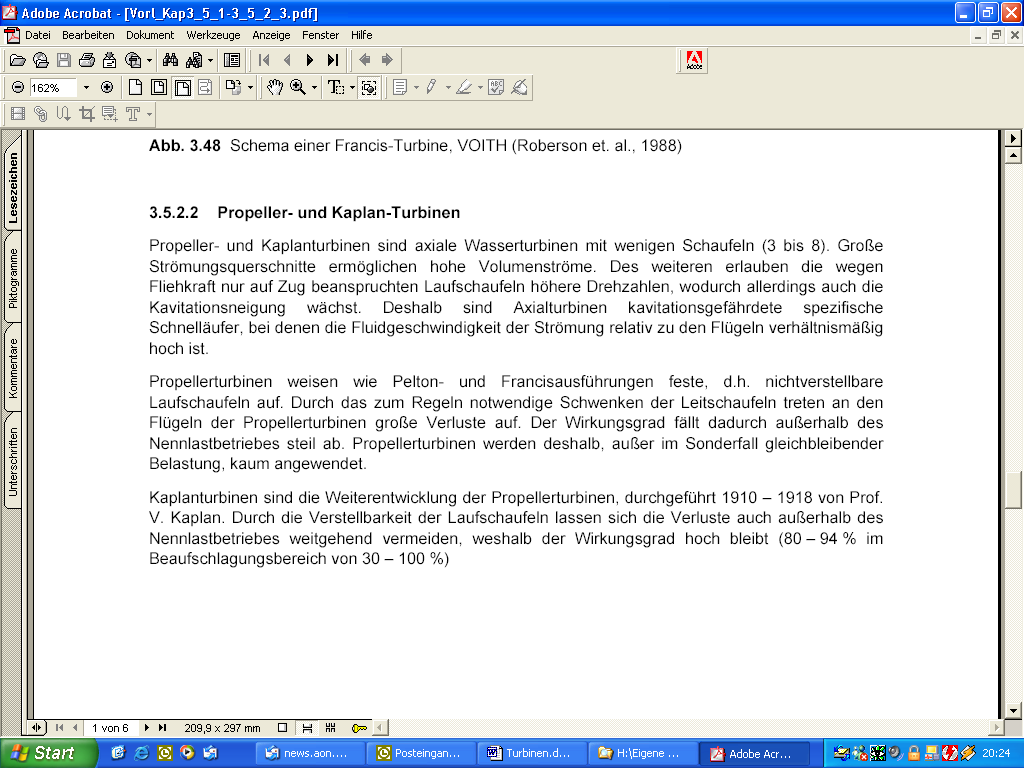 Adobe Acrobat - [Vorl_Kap3_5_1-3_5_2_3.pdf]
Datei Bearbeiten Dokument Werkzeuge Anzeige Fenster Hilfe
Adobe
162%
Lesezeichen
Piktogramme
Kommentare
Unterschriften
Abb. 3.48 Schema einer Francis-Turbine, VOITH (Roberson et. al., 1988)
3.5.2.2 Propeller- und Kaplan-Turbinen
Propeller- und Kaplanturbinen sind axiale Wasserturbinen mit wenigen Schaufeln (3 bis 8). Große
Strömungsquerschnitte ermöglichen hohe Volumenströme. Des weiteren erlauben die wegen
Fliehkraft nur auf Zug beanspruchten Laufschaufeln höhere Drehzahlen, wodurch allerdings auch die
Kavitationsneigung wächst. Deshalb sind Axialturbinen kavitationsgefährdete spezifische
Schnelläufer, bei denen die Fluidgeschwindigkeit der Strömung relativ zu den Flügeln verhältnismäßig
hoch ist.
Propellerturbinen weisen wie Pelton- und Francisausführungen feste, d.h. nichtverstellbare
Laufschaufeln auf. Durch das zum Regeln notwendige Schwenken der Leitschaufeln treten an den
Flügeln der Propellerturbinen große Verluste auf. Der Wirkungsgrad fällt dadurch außerhalb des
Nennlastbetriebes steil ab. Propellerturbinen werden deshalb, außer im Sonderfall gleichbleibender
Belastung, kaum angewendet.
Kaplanturbinen sind die Weiterentwicklung der Propellerturbinen, durchgeführt 1910 – 1918 von Prof.
V. Kaplan. Durch die Verstellbarkeit der Laufschaufeln lassen sich die Verluste auch außerhalb des
Nennlastbetriebes weitgehend vermeiden, weshalb der Wirkungsgrad hoch bleibt (80 – 94 % im
Beaufschlagungsbereich von 30 – 100 %)
1 von 6 209,9 x 297 mm
Start news.aon.... Posteingan... Turbinen.d... H:\Eigene ... Adobe Acr... 20:24